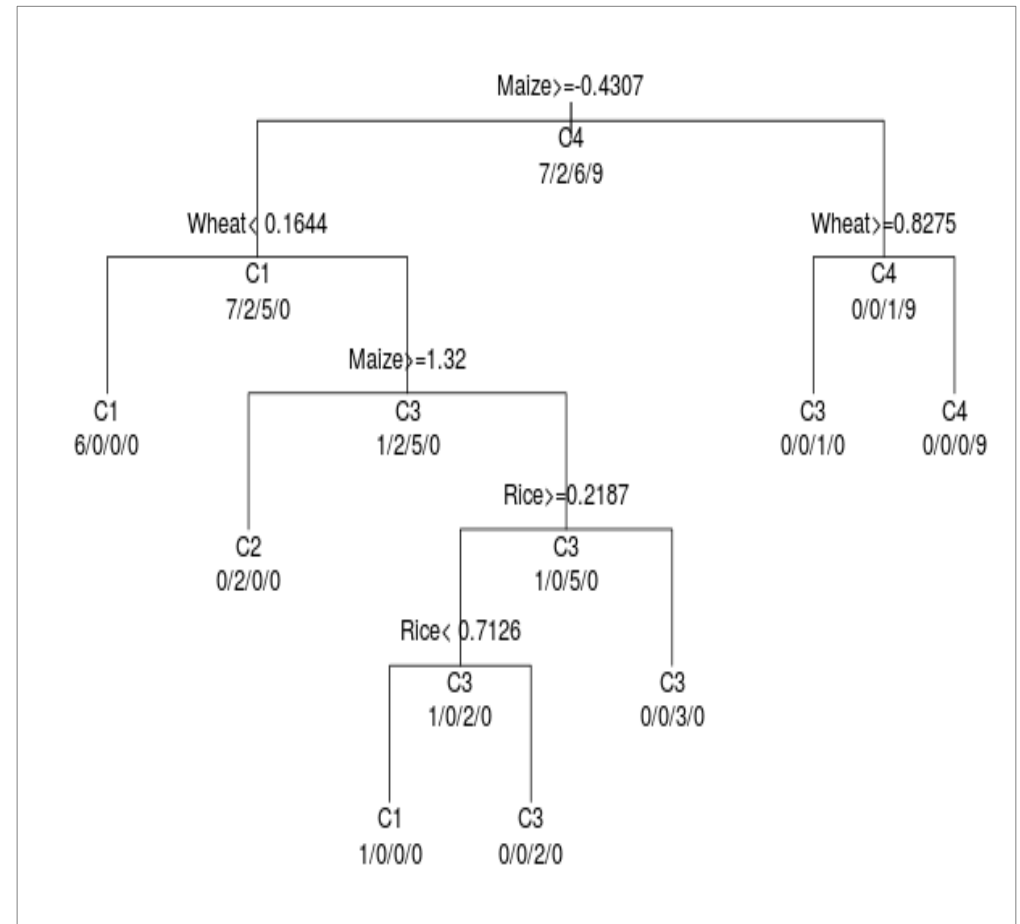 Maize>=-0.4307
C4
7/2/6/9
Wheat< 0.1644
Wheat>=0.8275
C1
7/2/5/0
C4
0/0/1/9
Maize>=1.32
C1
6/0/0/0
C3
1/2/5/0
C3
0/0/1/0
C4
0/0/0/9
Rice>=0.2187
C2
0/2/0/0
C3
1/0/5/0
Rice< 0.7126
C3
1/0/2/0
C3
0/0/3/0
C1
1/0/0/0
C3
0/0/2/0